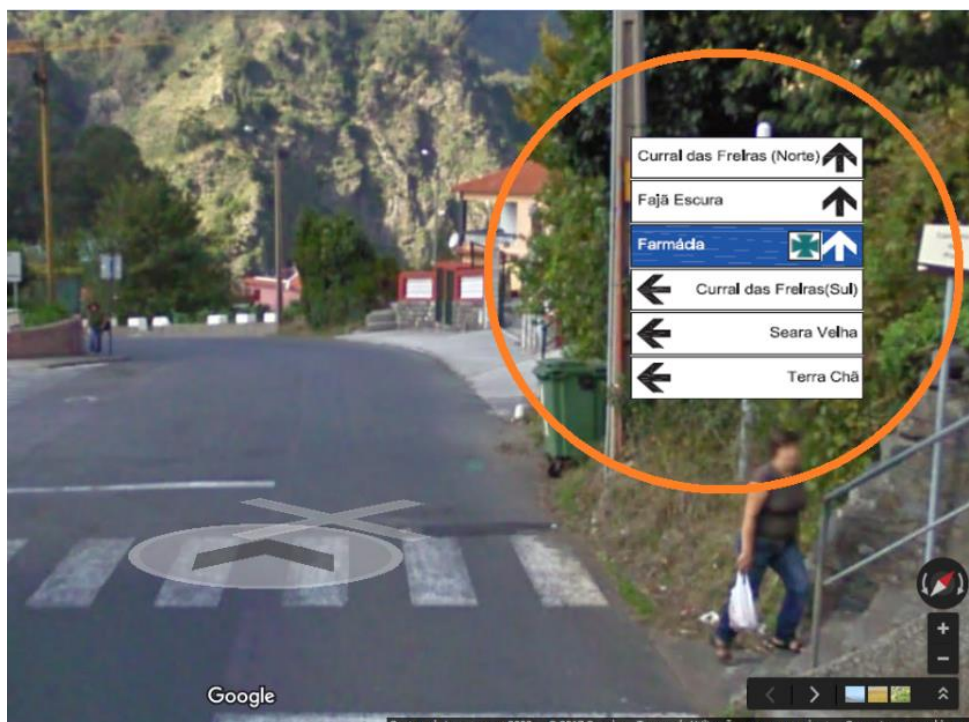 Curral das Freiras (Norte)
Fajã Escura
Farmácia
Curral das Freiras(Sul)
Seara Velha
Terra Chã
Google